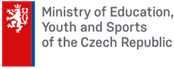 Ministry of Education,
Youth and Sports
of the Czech Republic